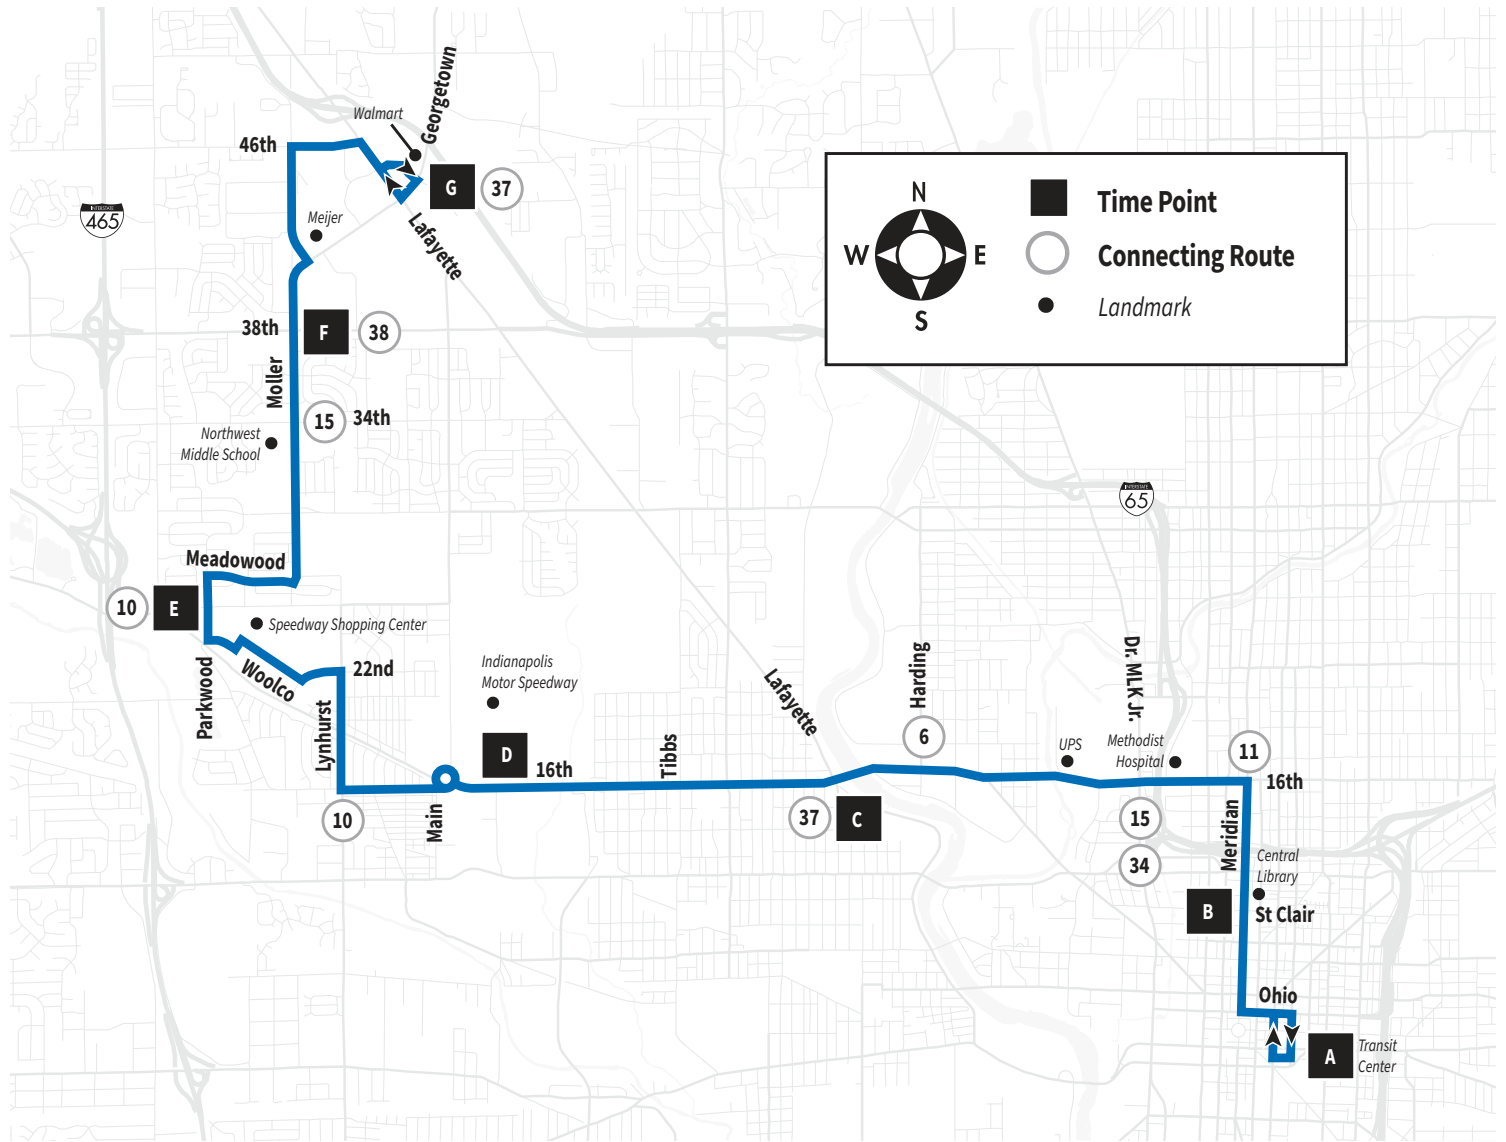 Georgetown
Walmart
46th
G
37
INTERSTATE
465
Meijer
Lafayette
N
W
E
S
Time Point
Connecting Route
Landmark
38th
F
38
Moller
15
34th
Northwest
Middle School
INTERSTATE
65
Meadowood
10
E
Speedway Shopping Center
Parkwood
Woolco
22nd
Lynhurst
Indianapolis
Motor Speedway
D
16th
Tibbs
Lafayette
Harding
6
Dr. MLK Jr.
UPS
Methodist
Hospital
11
16th
10
Main
37
C
15
34
Meridian
Central
Library
B
St Clair
Ohio
A
Transit
Center